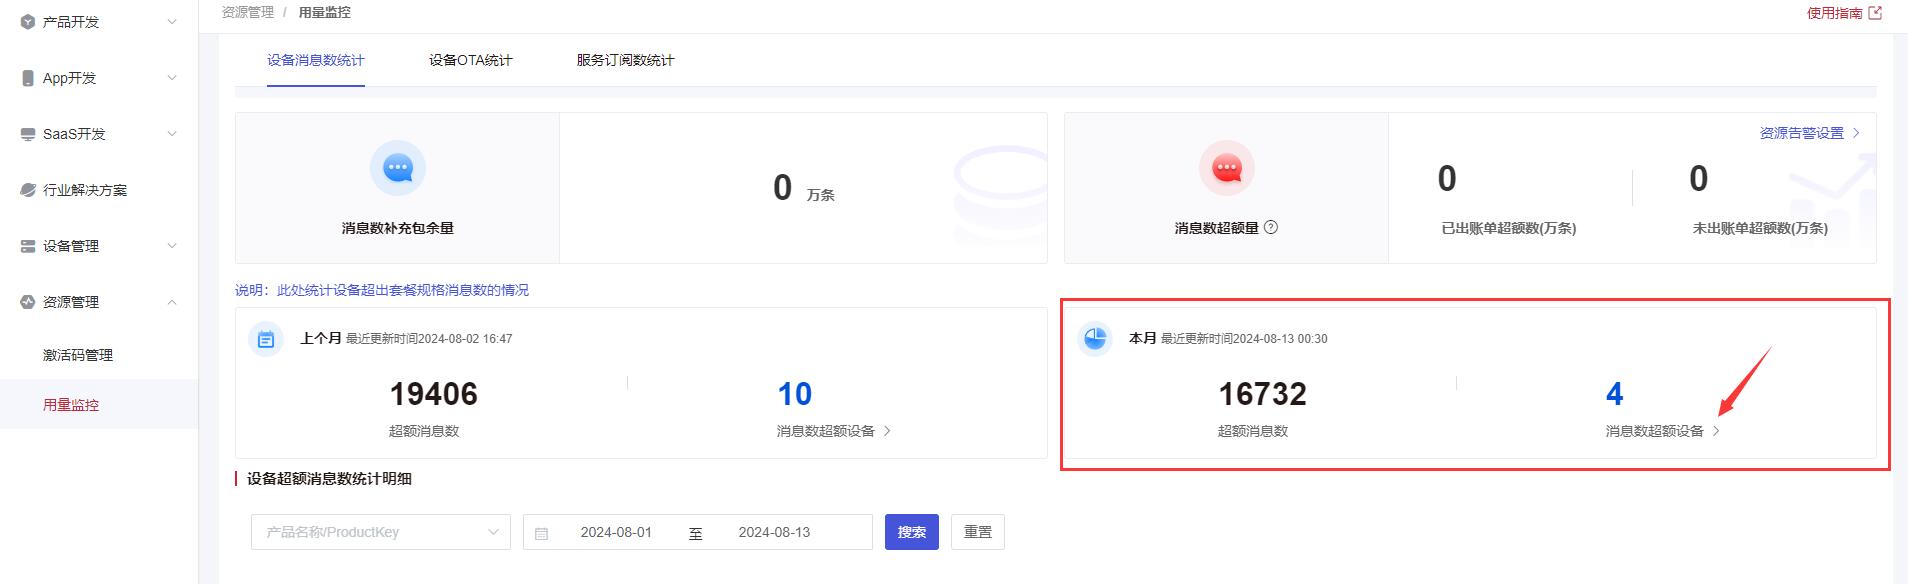 产品开发
App开发
SaaS开发
行业解决方案
设备管理
资源管理
激活码管理
用量监控
资源管理 / 用量监控
使用指南
设备消息数统计 设备OTA统计 服务订阅数统计
消息数补充包余量
0 万条
消息数超额量
资源告警设置
0
已出账单超额数(万条)
0
未出账单超额数(万条)
说明：此处统计设备超出套餐规格消息数的情况
上个月 最近更新时间2024-08-02 16:47
19406
超额消息数
10
消息数超额设备
本月 最近更新时间2024-08-13 00:30
16732
超额消息数
4
消息数超额设备
设备超额消息数统计明细
产品名称/ProductKey 2024-08-01 至 2024-08-13 搜索 重置